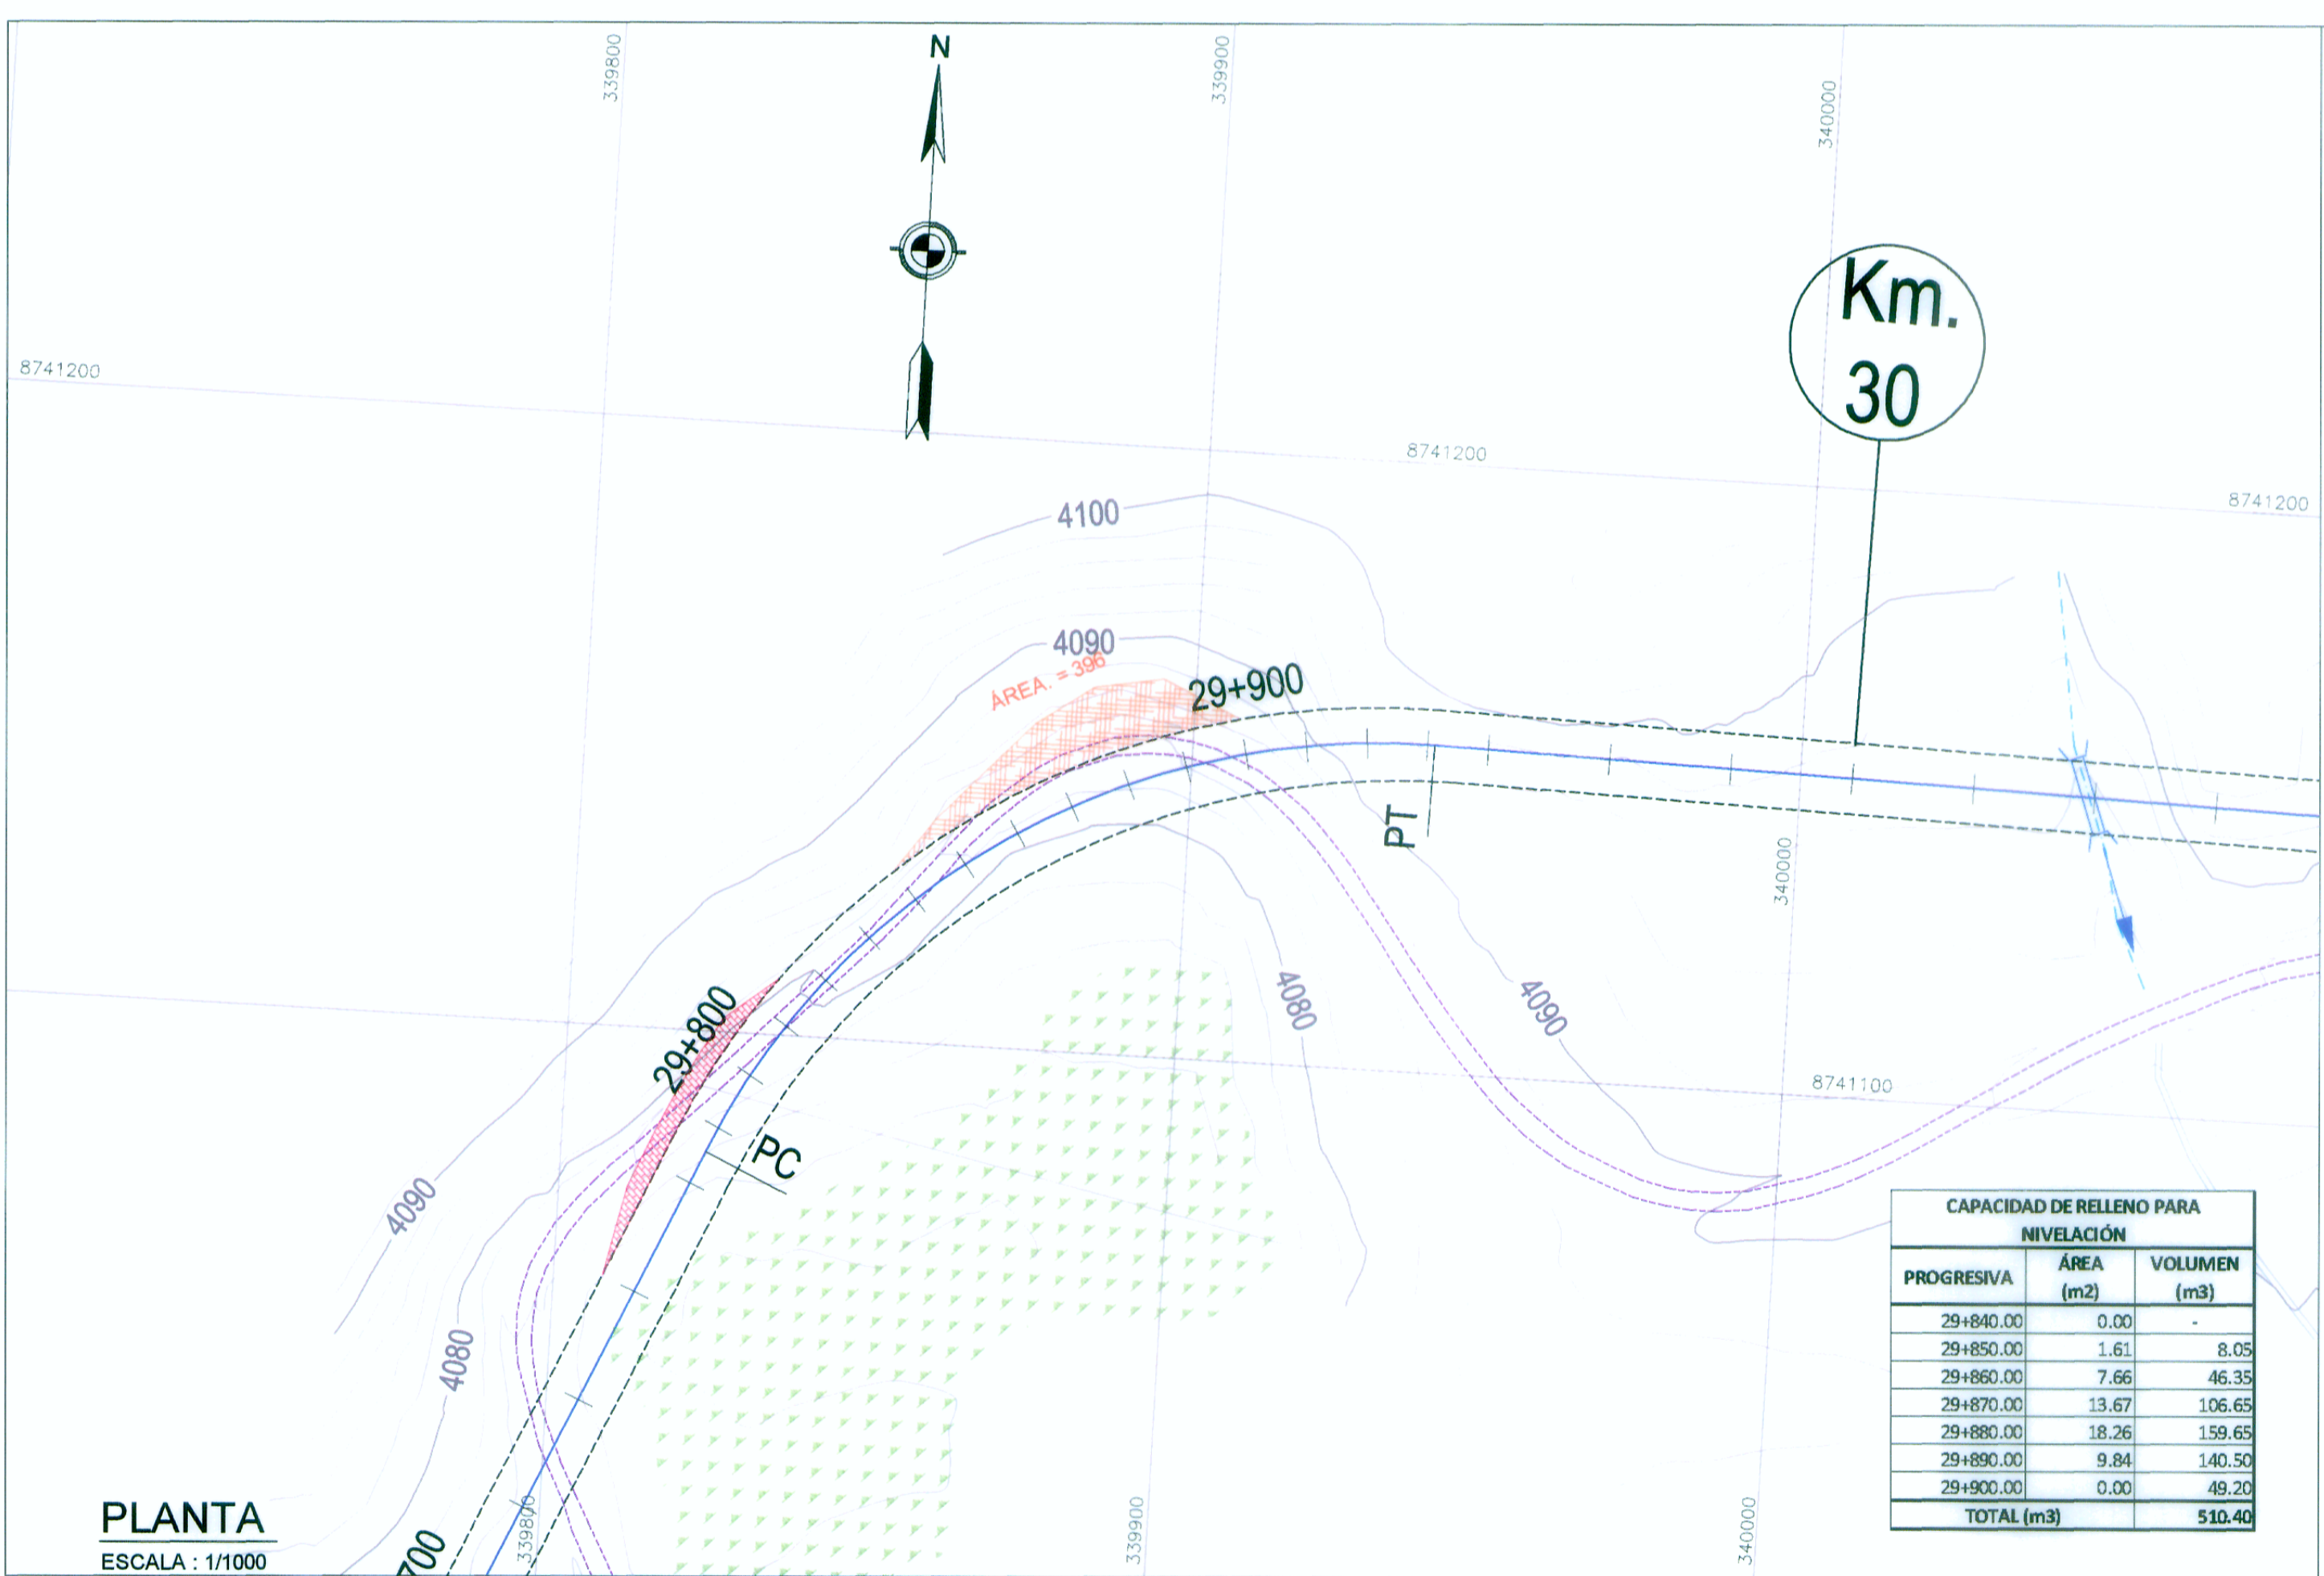 339800
N
339900
340000
Km.
30
8741200
8741200
8741200
4100
4090
ÁREA. = 396
29+900
PT
340000
29+800
4080
4090
8741100
PC
4090
4080
CAPACIDAD DE RELLENO PARA
NIVELACIÓN
PROGRESIVA ÁREA (m2) VOLUMEN (m3)
29+840.00 0.00 -
29+850.00 1.61 8.05
29+860.00 7.66 46.35
29+870.00 13.67 106.65
29+880.00 18.26 159.65
29+890.00 9.84 140.50
29+900.00 0.00 49.20
TOTAL (m3) 510.40
PLANTA
ESCALA : 1/1000
700
339800
339900
340000